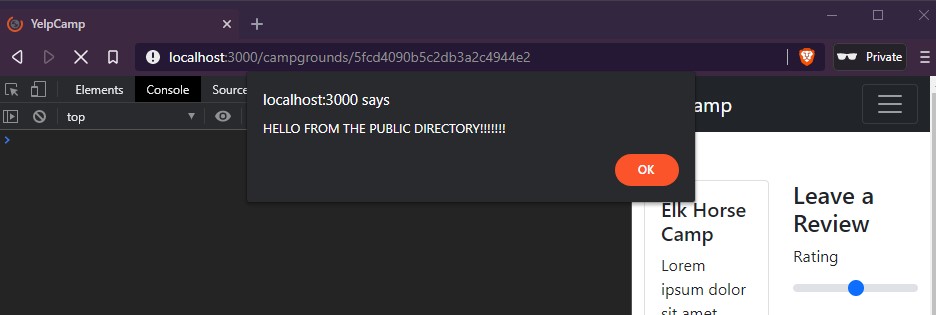 YelpCamp
localhost:3000/campgrounds/5fcd4090b5c2db3a2c4944e2
Private
Elements
Console
Sour
top
localhost:3000 says
HELLO FROM THE PUBLIC DIRECTORY!!!!!!!
OK
amp
Elk Horse
Camp
Lorem
ipsum dolor
sit amet
Leave a
Review
Rating